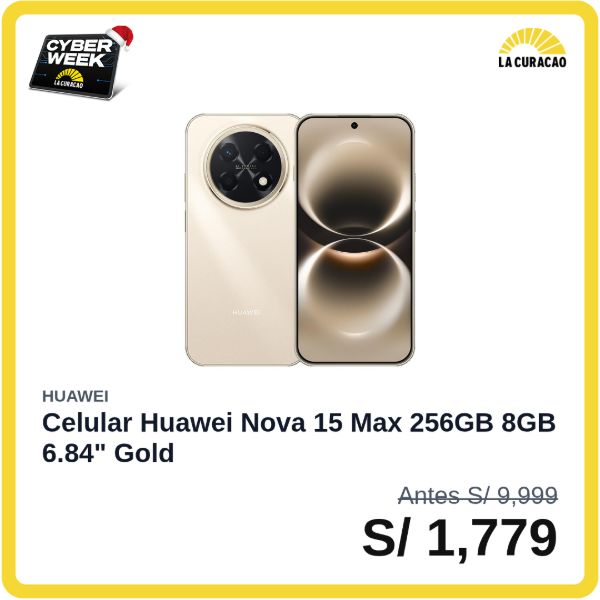 CYBER
WEEK
LA CURACAO
LA CURACAO
HUAWEI
HUAWEI
Celular Huawei Nova 15 Max 256GB 8GB
6.84" Gold
Antes S/ 9,999
S/ 1,779